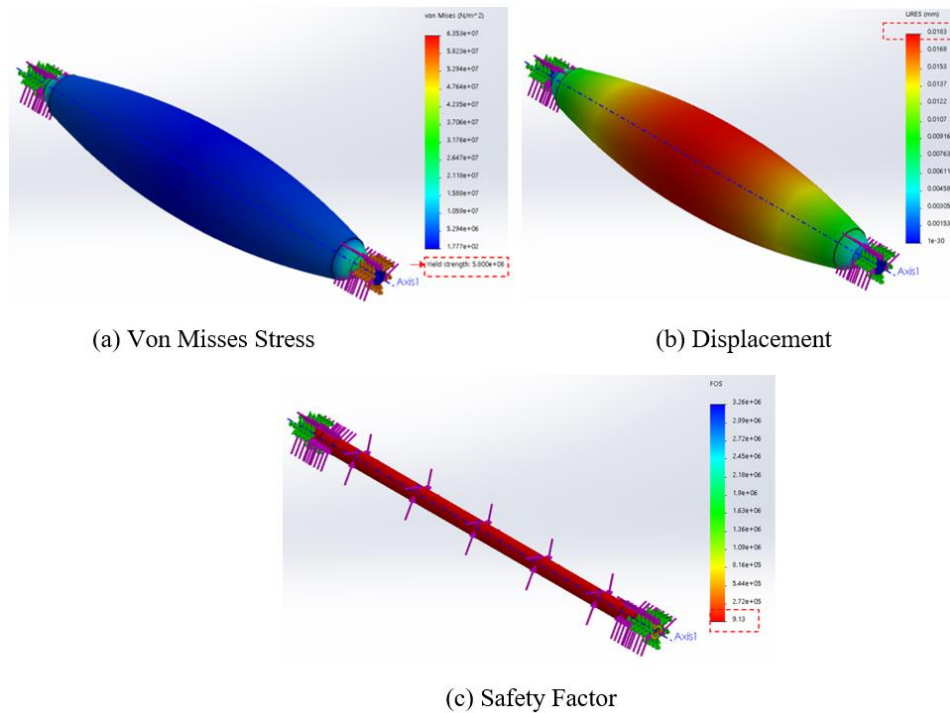 von Mises (N/m^2)
6.353e+07
5.823e+07
5.294e+07
4.764e+07
4.235e+07
3.706e+07
3.176e+07
2.647e+07
2.118e+07
1.588e+07
1.059e+07
5.294e+06
1.777e+02
Yield strength: 5.800e+08
Axis1
(a) Von Misses Stress
URES (mm)
0.0183
0.0168
0.0153
0.0137
0.0122
0.0107
0.00916
0.00763
0.00611
0.00458
0.00305
0.00153
1e-30
Axis1
(b) Displacement
FOS
3.26e+06
2.99e+06
2.72e+06
2.45e+06
2.18e+06
1.9e+06
1.63e+06
1.36e+06
1.09e+06
8.16e+05
5.44e+05
2.72e+05
9.13
Axis1
(c) Safety Factor